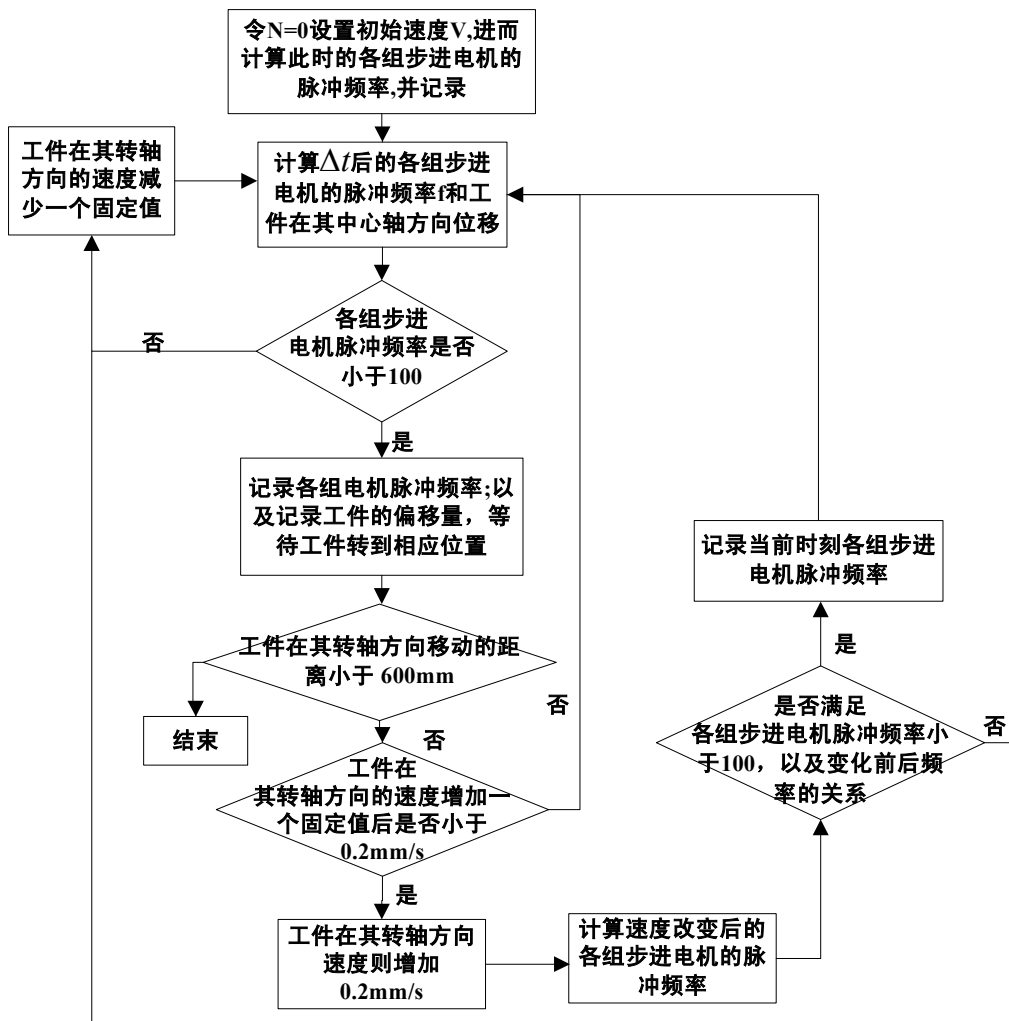 令N=0设置初始速度V,进而
计算此时的各组步进电机的
脉冲频率,并记录
工件在其转轴
方向的速度减
少一个固定值
计算Δt后的各组步进
电机的脉冲频率f和工
件在其中心轴方向位移
各组步进
电机脉冲频率是否
小于100
否
是
记录各组电机脉冲频率;以
及记录工件的偏移量，等
待工件转到相应位置
记录当前时刻各组步进
电机脉冲频率
工件在其转轴方向移动的距
离小于 600mm
是
结束
否
否
是否满足
各组步进电机脉冲频率小
于100，以及变化前后频
率的关系
否
工件在
其转轴方向的速度增加一
个固定值后是否小于
0.2mm/s
是
工件在其转轴方向
速度则增加
0.2mm/s
计算速度改变后的
各组步进电机的脉
冲频率